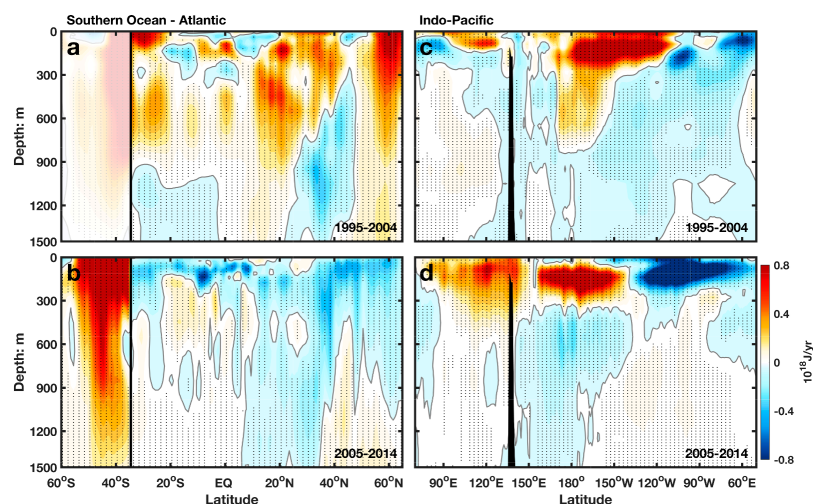 Southern Ocean - Atlantic
Indo-Pacific
a
c
0
300
600
900
1200
1500
Depth: m
1995-2004
1995-2004
b
d
0
300
600
900
1200
1500
Depth: m
2005-2014
2005-2014
60°S 40°S 20°S EQ 20°N 40°N 60°N
90°E 120°E 150°E 180° 150°W 120°W 90°W 60°E
Latitude
Latitude
0.8
0.4
0
-0.4
-0.8
10¹⁸J/yr